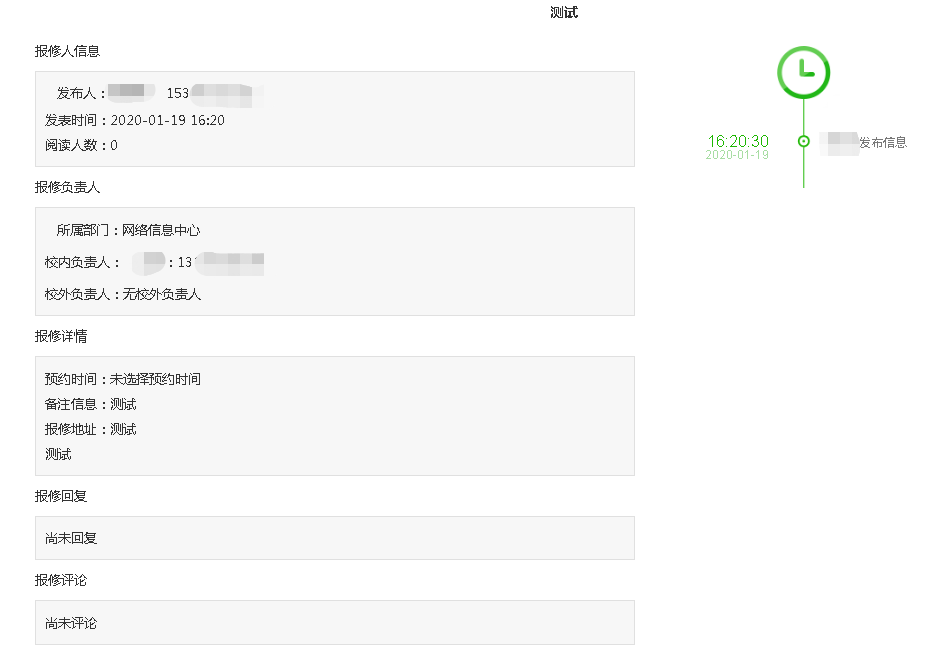 测试
报修人信息
发布人： 153
发表时间：2020-01-19 16:20
阅读人数：0
报修负责人
所属部门：网络信息中心
校内负责人： ：13
校外负责人：无校外负责人
报修详情
预约时间：未选择预约时间
备注信息：测试
报修地址：测试
测试
报修回复
尚未回复
报修评论
尚未评论
16:20:30
2020-01-19
发布信息